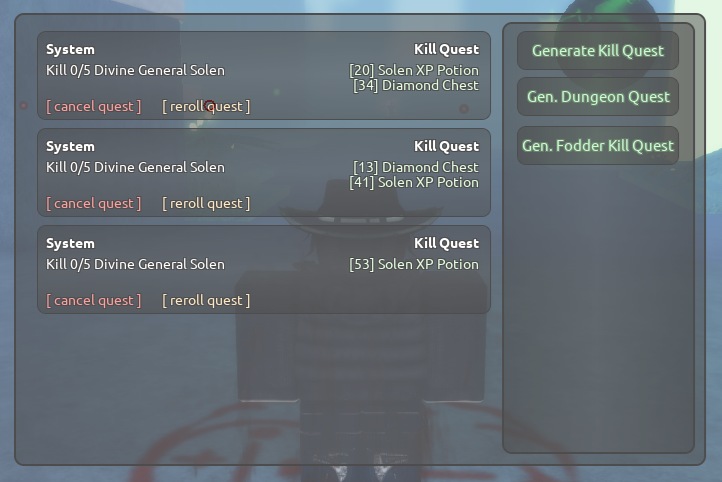 System Kill Quest
Kill 0/5 Divine General Solen [20] Solen XP Potion
[34] Diamond Chest
[ cancel quest ] [ reroll quest ]
System Kill Quest
Kill 0/5 Divine General Solen [13] Diamond Chest
[41] Solen XP Potion
[ cancel quest ] [ reroll quest ]
System Kill Quest
Kill 0/5 Divine General Solen [53] Solen XP Potion
[ cancel quest ] [ reroll quest ]
Generate Kill Quest
Gen. Dungeon Quest
Gen. Fodder Kill Quest